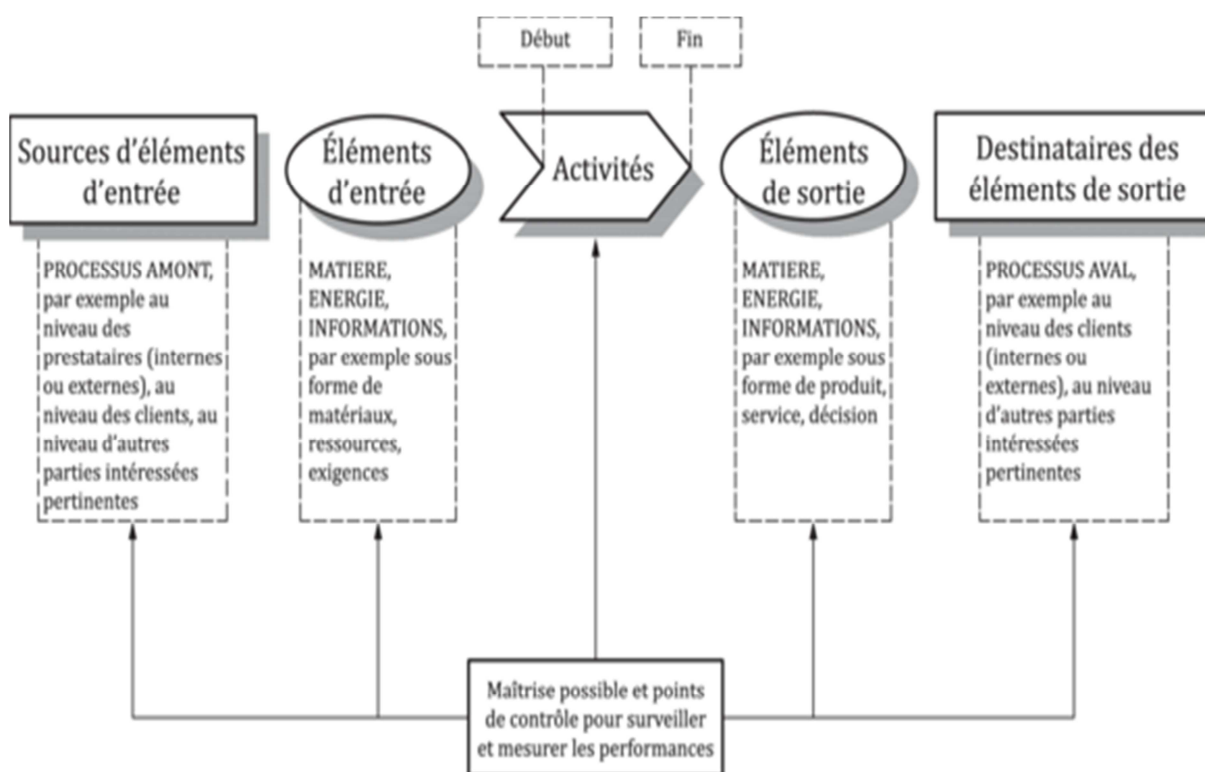 Début
Fin
Sources d'éléments
d'entrée
Éléments
d'entrée
Activités
Éléments
de sortie
Destinataires des
éléments de sortie
PROCESSUS AMONT,
par exemple au
niveau des
prestataires (internes
ou externes), au
niveau des clients, au
niveau d'autres
parties intéressées
pertinentes
MATIERE,
ENERGIE,
INFORMATIONS,
par exemple sous
forme de
matériaux,
ressources,
exigences
MATIERE,
ENERGIE,
INFORMATIONS,
par exemple sous
forme de produit,
service, décision
PROCESSUS AVAL,
par exemple au
niveau des clients
(internes ou
externes), au niveau
d'autres parties
intéressées
pertinentes
Maîtrise possible et points
de contrôle pour surveiller
et mesurer les performances